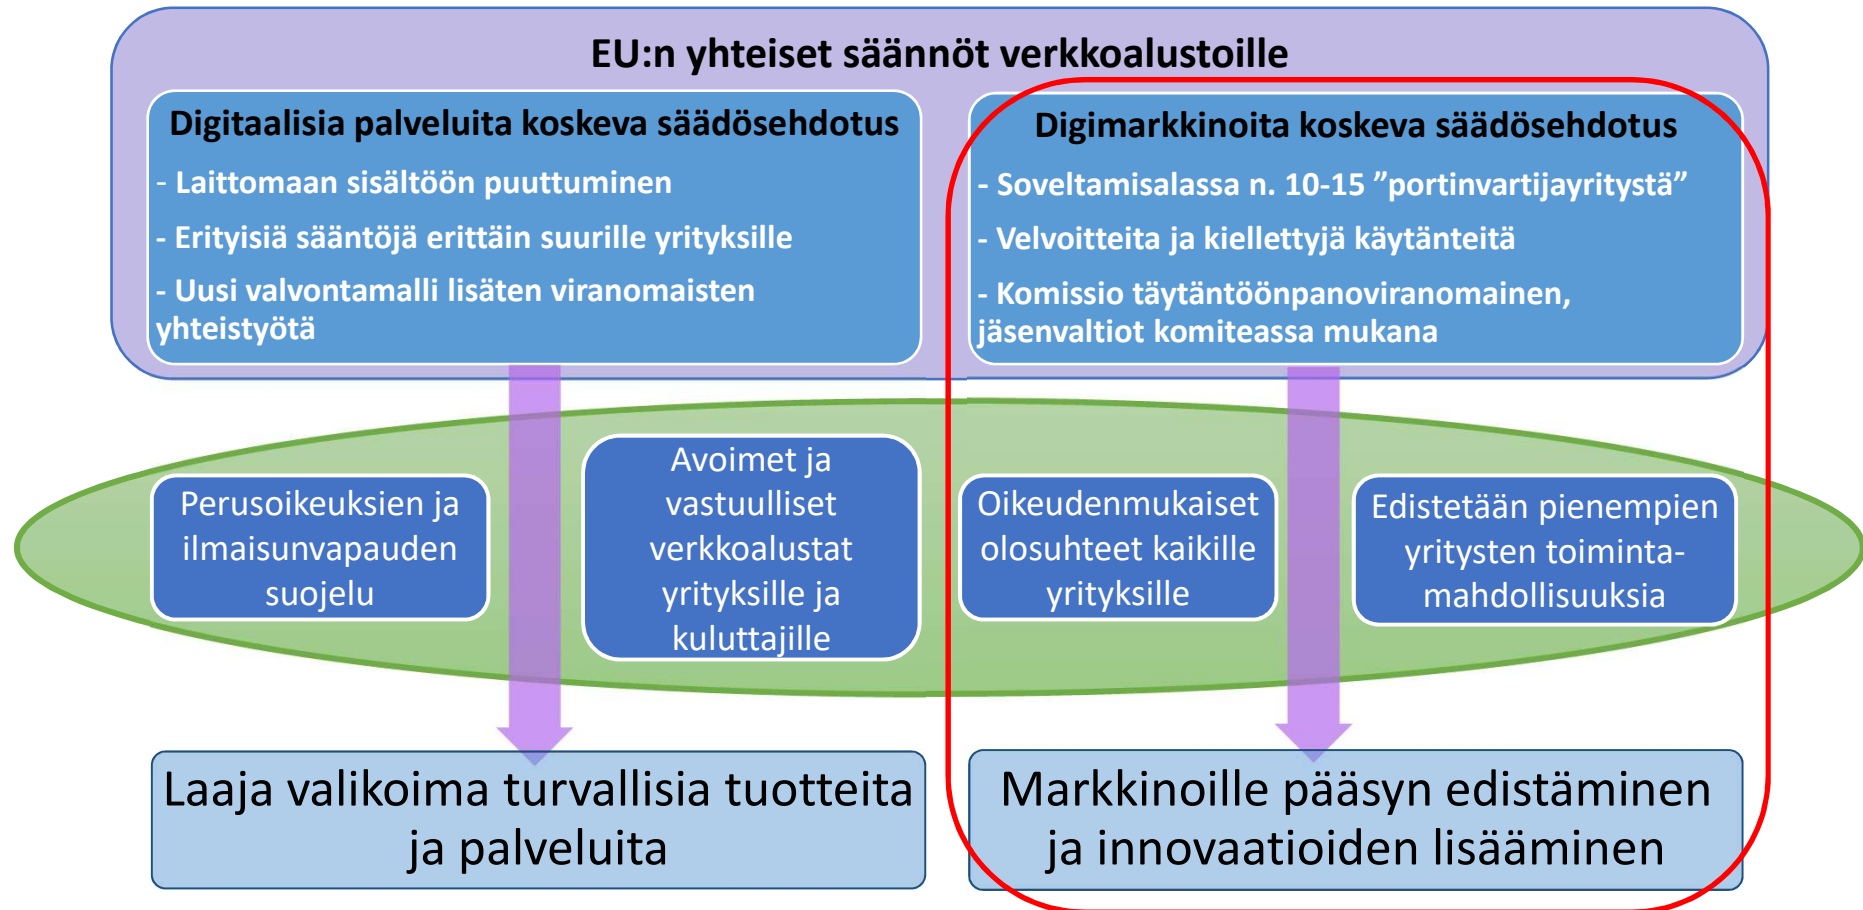 EU:n yhteiset säännöt verkkoalustoille
Digitaalisia palveluita koskeva säädösehdotus
- Laittomaan sisältöön puuttuminen
- Erityisiä sääntöjä erittäin suurille yrityksille
- Uusi valvontamalli lisäten viranomaisten
yhteistyötä
Digimarkkinoita koskeva säädösehdotus
- Soveltamisalassa n. 10-15 ”portinvartijayritystä”
- Velvoitteita ja kiellettyjä käytänteitä
- Komissio täytäntöönpanoviranomainen,
jäsenvaltiot komiteassa mukana
Perusoikeuksien ja
ilmaisunvapauden
suojelu
Avoimet ja
vastuulliset
verkkoalustat
yrityksille ja
kuluttajille
Oikeudenmukaiset
olosuhteet kaikille
yrityksille
Edistetään pienempien
yritysten toiminta-
mahdollisuuksia
Laaja valikoima turvallisia tuotteita
ja palveluita
Markkinoille pääsyn edistäminen
ja innovaatioiden lisääminen